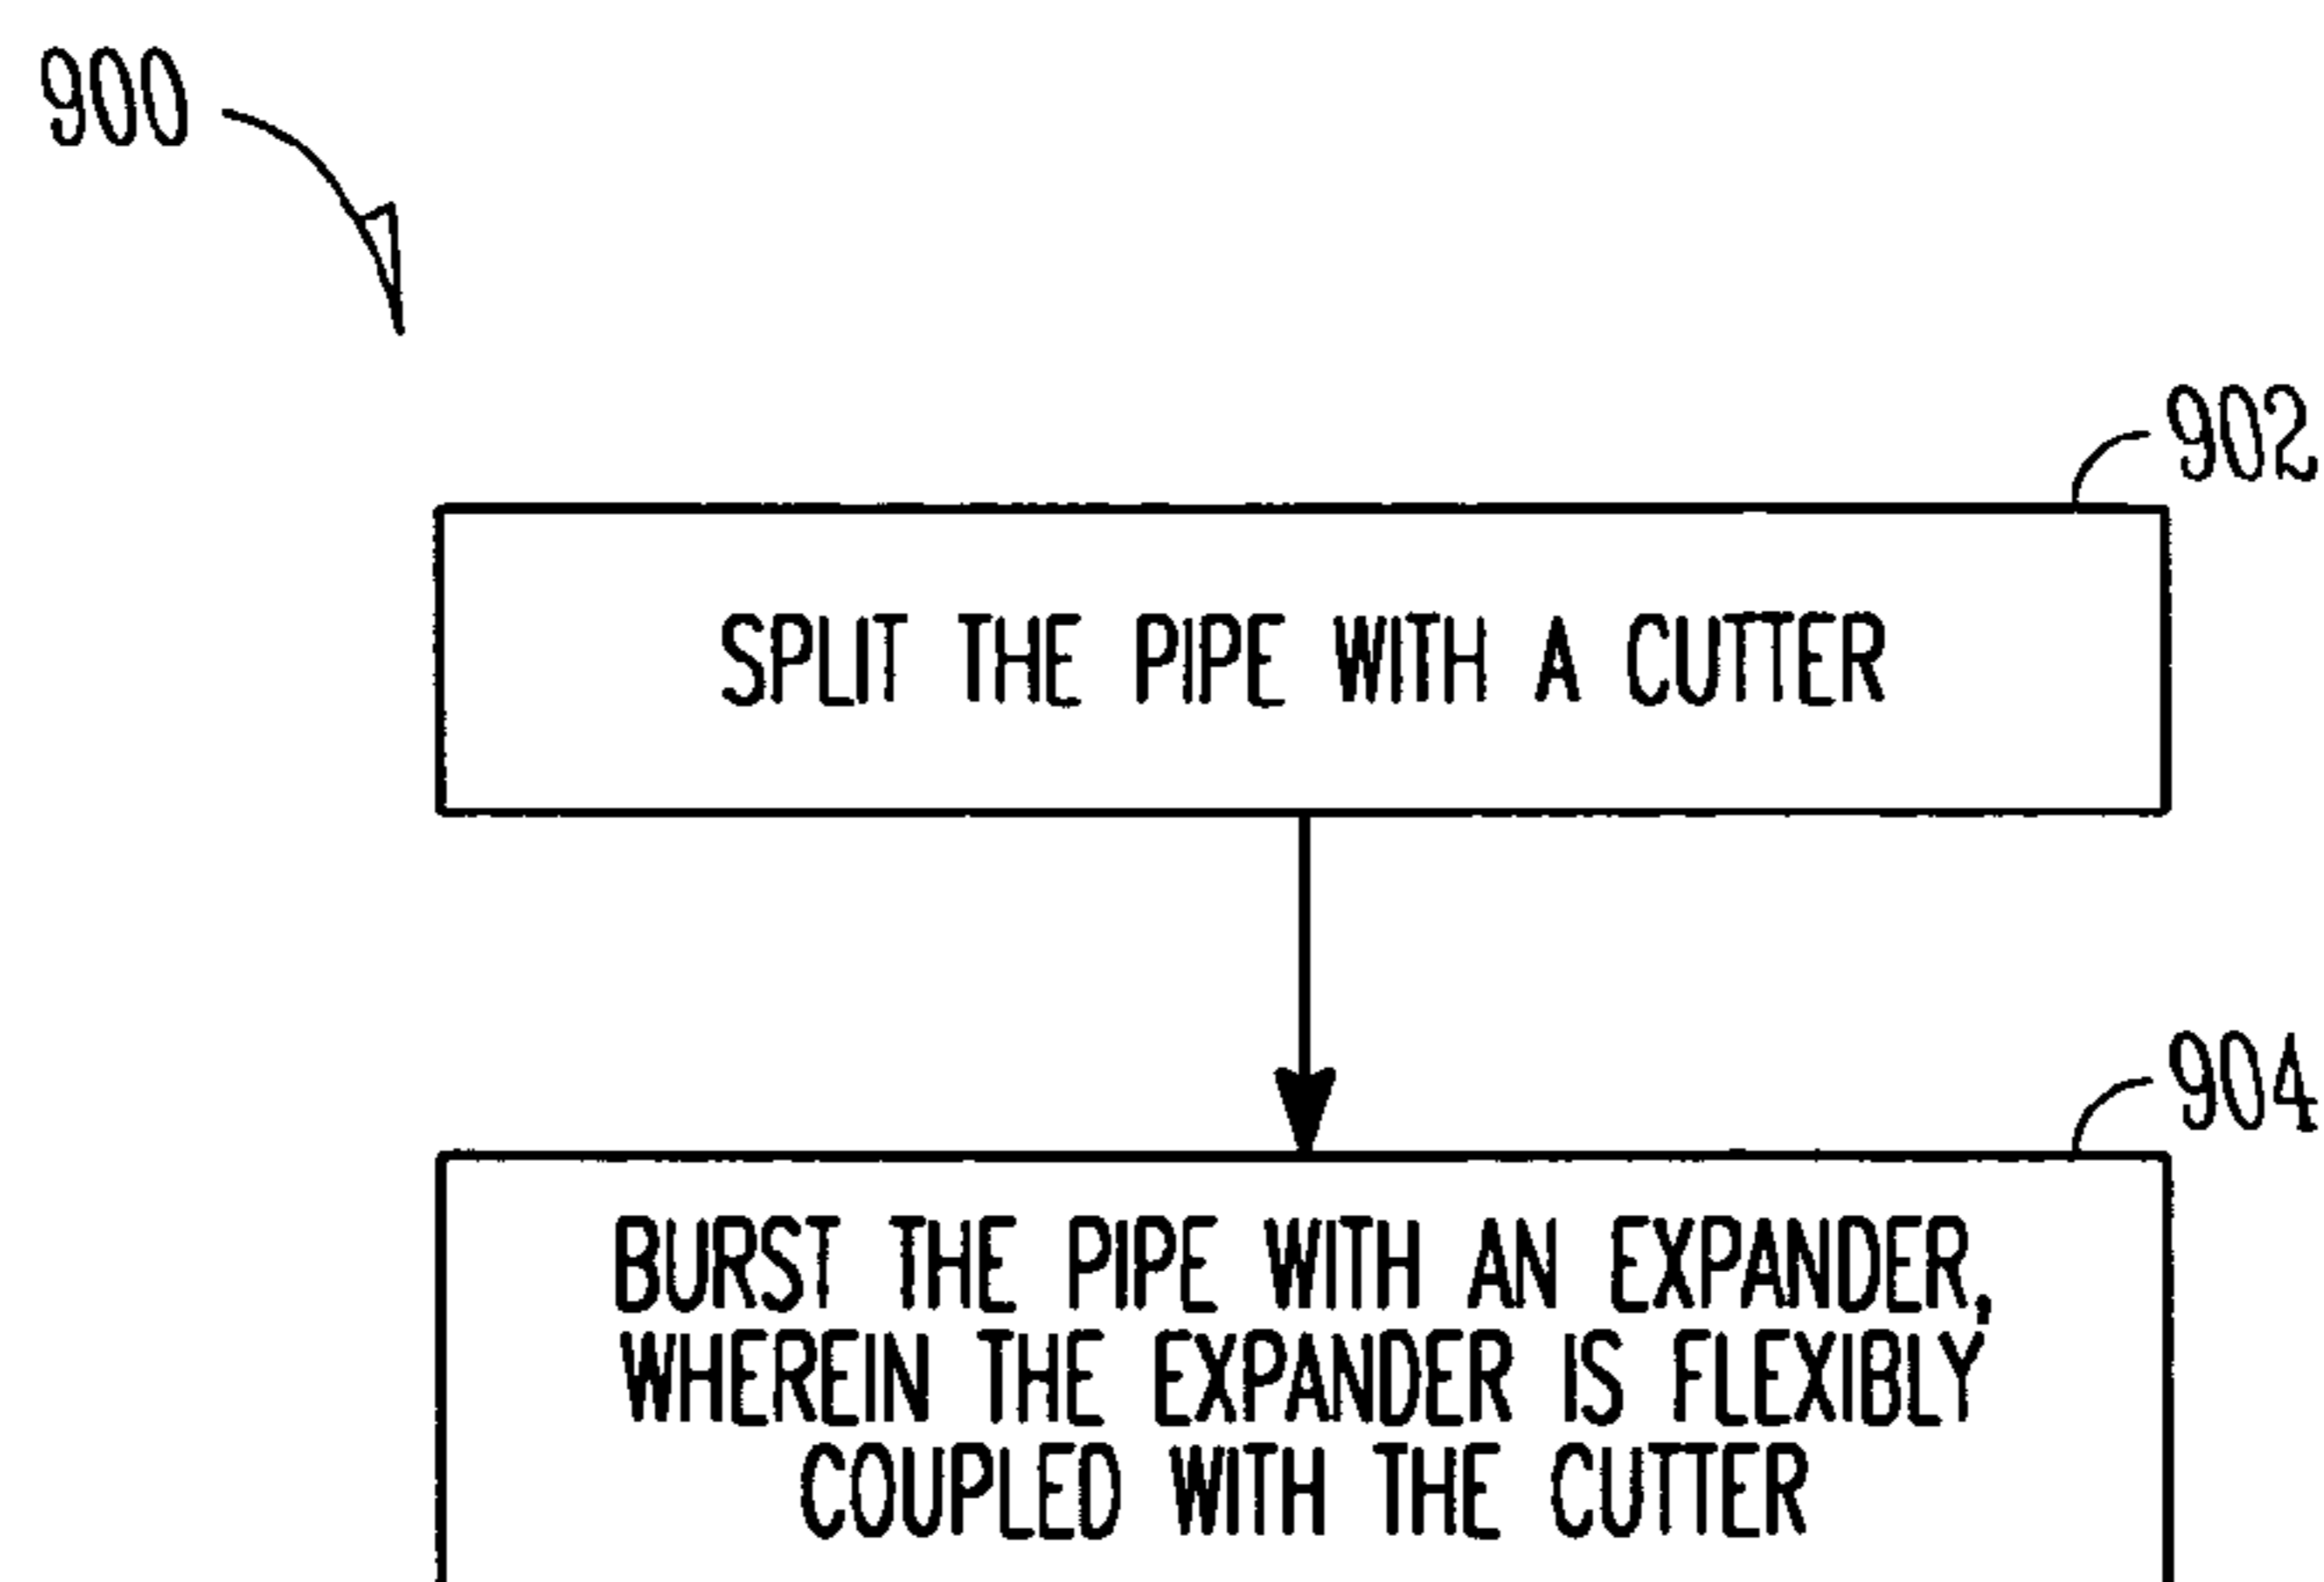 900
902
SPLIT THE PIPE WITH A CUTTER
904
BURST THE PIPE WITH AN EXPANDER,
WHEREIN THE EXPANDER IS FLEXIBLY
COUPLED WITH THE CUTTER